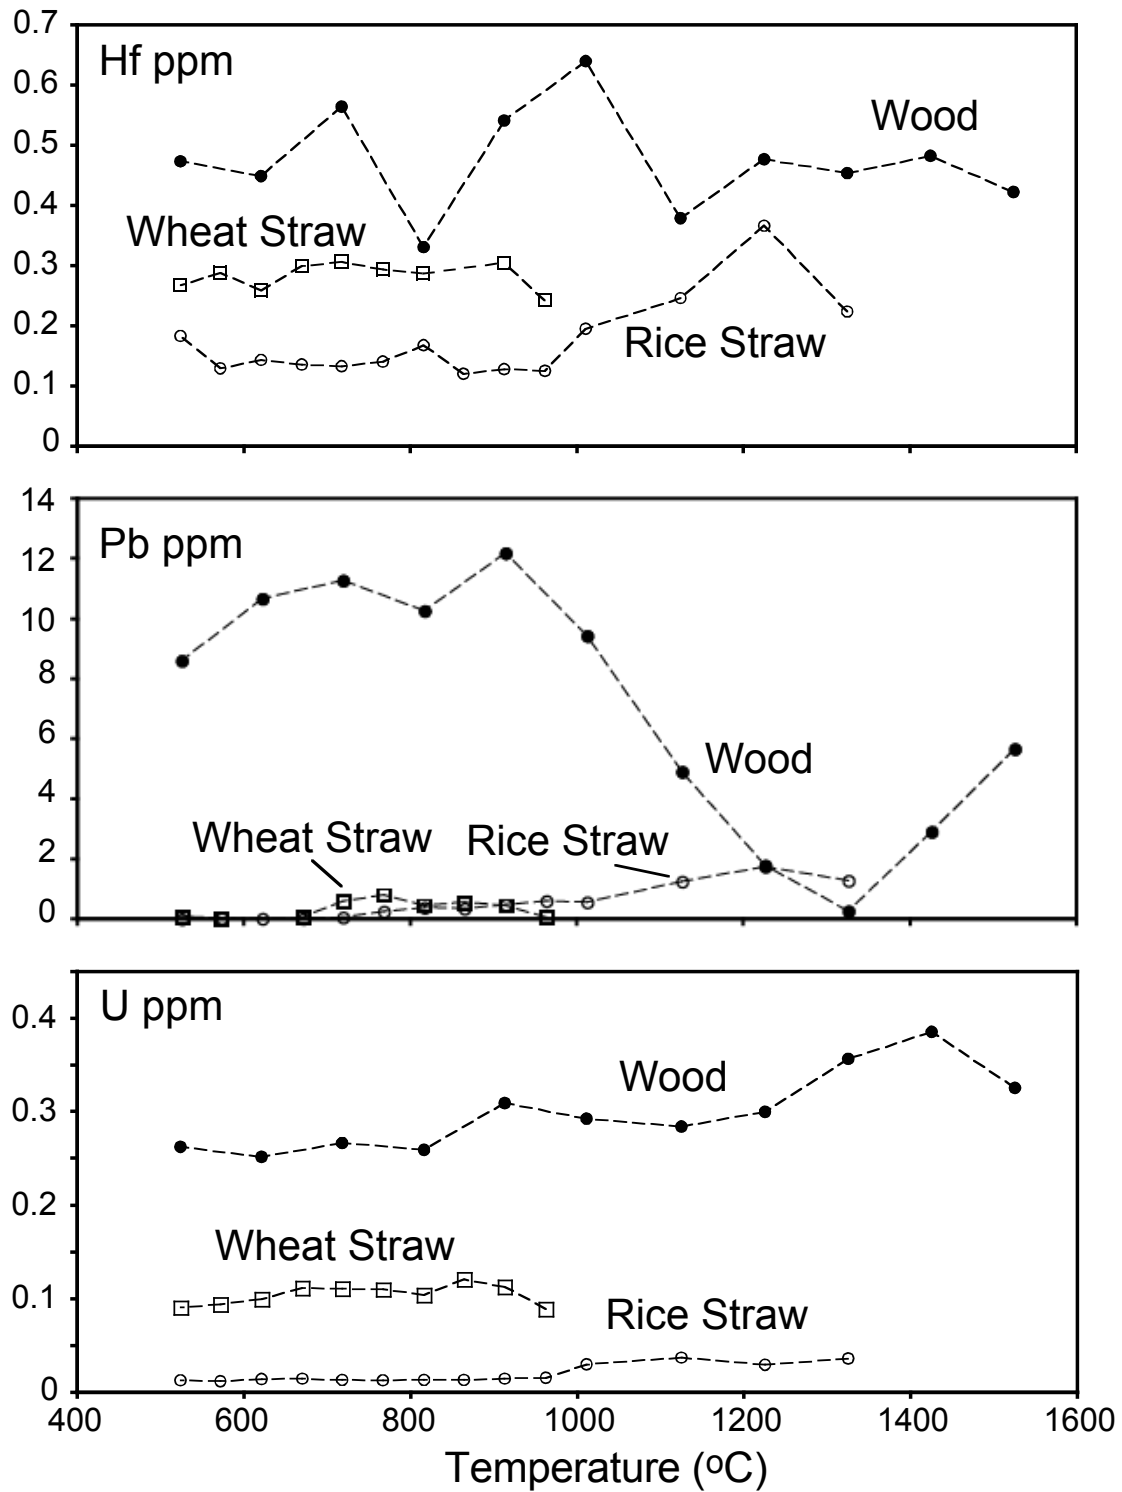 0.7
Hf ppm
0.6
Wood
0.5
0.4
Wheat Straw
0.3
0.2
Rice Straw
0.1
0
14
Pb ppm
12
10
8
6
Wood
4
Wheat Straw
Rice Straw
2
0
U ppm
0.4
Wood
0.3
0.2
Wheat Straw
0.1
Rice Straw
0
400 600 800 1000 1200 1400 1600
Temperature (ºC)